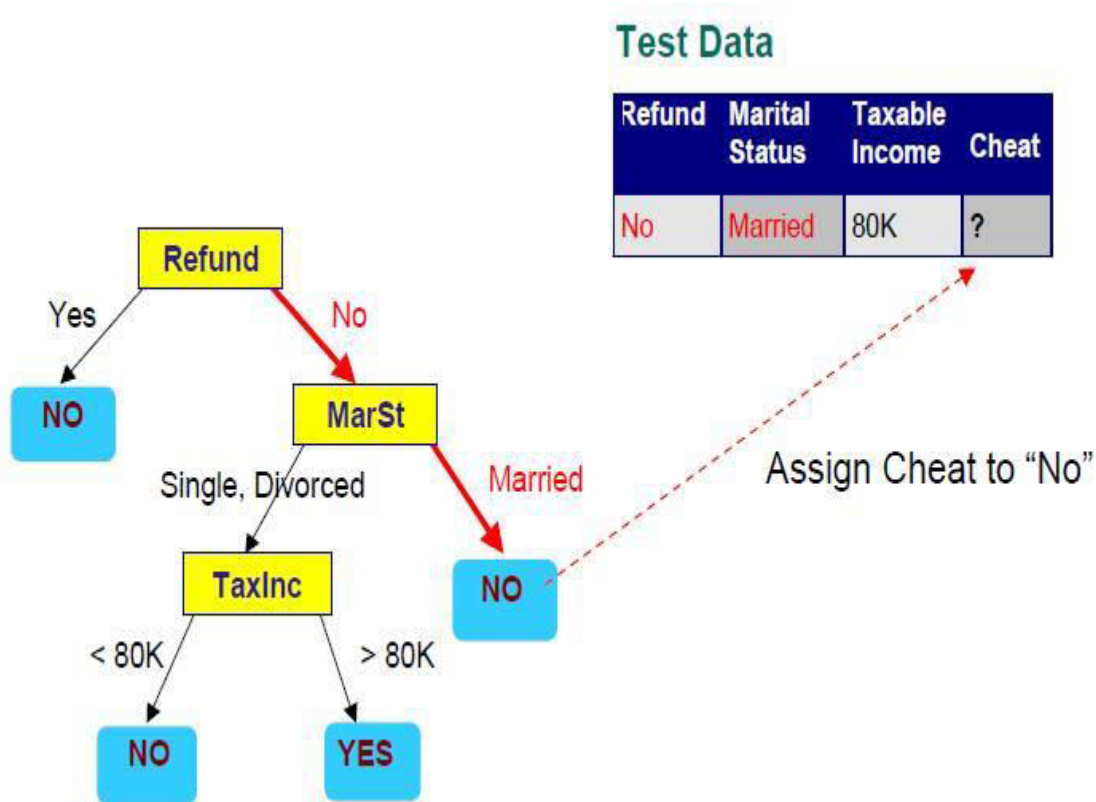 Test Data
Refund Marital Status Taxable Income Cheat
No Married 80K ?
Refund
Yes No
NO MarSt
Single, Divorced Married
Assign Cheat to “No”
TaxInc NO
< 80K > 80K
NO YES